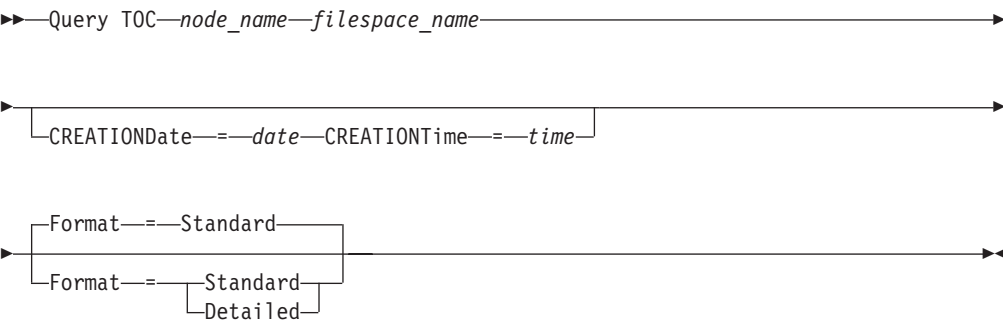 Query TOC node_name filespace_name
CREATIONDate = date CREATIONTime = time
Format = Standard
Format = Standard
Detailed